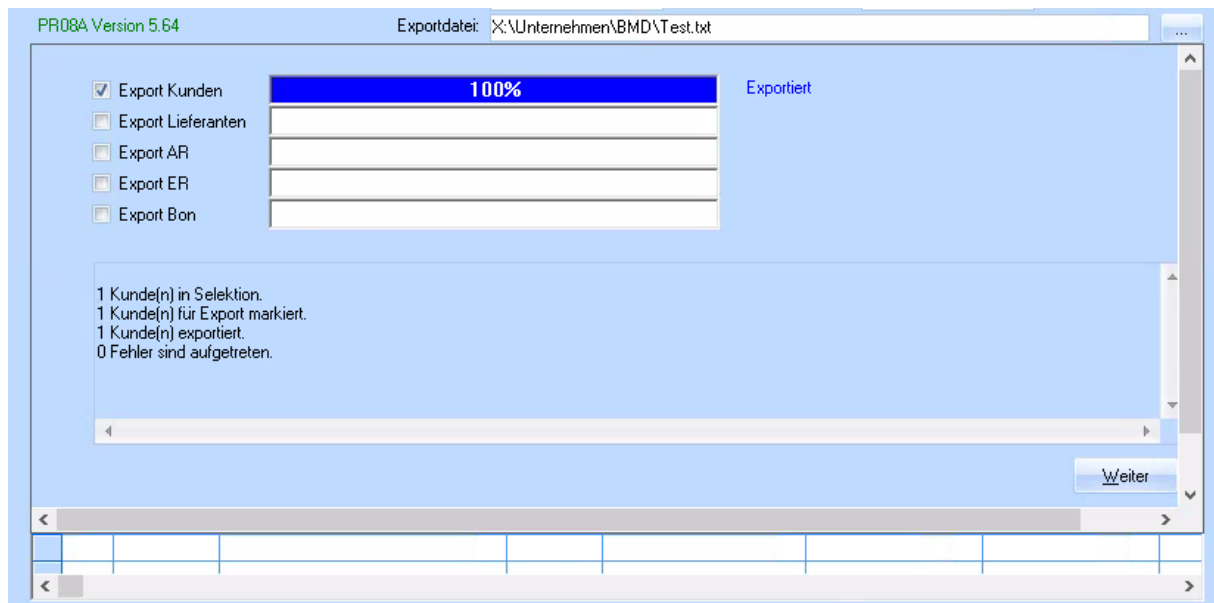 PR08A Version 5.64 Exportdatei: X:\Unternehmen\BMD\Test.txt ...
Export Kunden 100% Exportiert
Export Lieferanten
Export AR
Export ER
Export Bon
1 Kunde(n) in Selektion.
1 Kunde(n) für Export markiert.
1 Kunde(n) exportiert.
0 Fehler sind aufgetreten.
Weiter